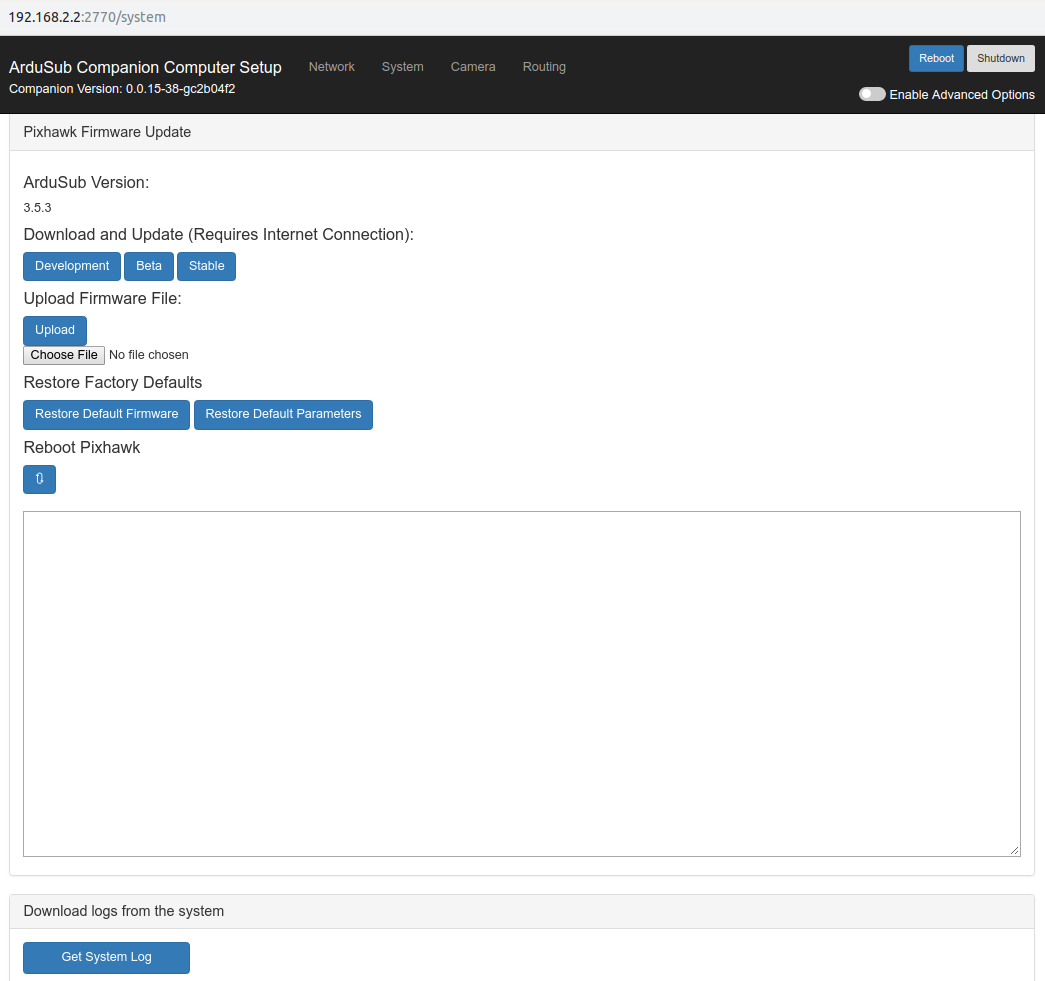 192.168.2.2:2770/system
ArduSub Companion Computer Setup Network System Camera Routing Reboot Shutdown
Companion Version: 0.0.15-38-gc2b04f2 Enable Advanced Options
Pixhawk Firmware Update
ArduSub Version:
3.5.3
Download and Update (Requires Internet Connection):
Development Beta Stable
Upload Firmware File:
Upload
Choose File No file chosen
Restore Factory Defaults
Restore Default Firmware Restore Default Parameters
Reboot Pixhawk
Download logs from the system
Get System Log